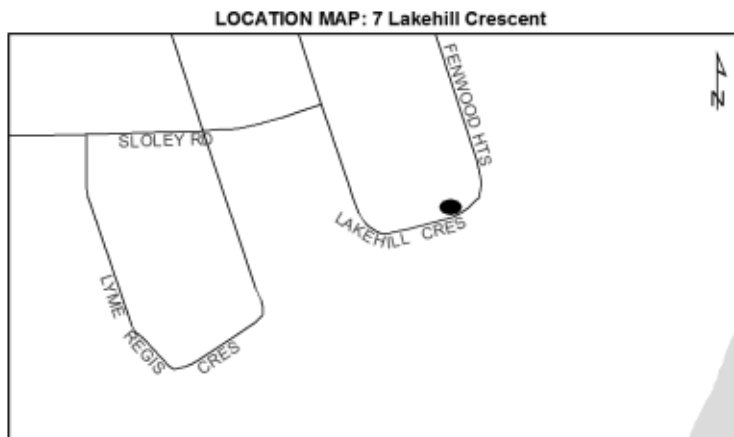 LOCATION MAP: 7 Lakehill Crescent
FENWOOD HTS
N
SLOLEY RD
LAKEHILL CRES
LYME REGIS CRES